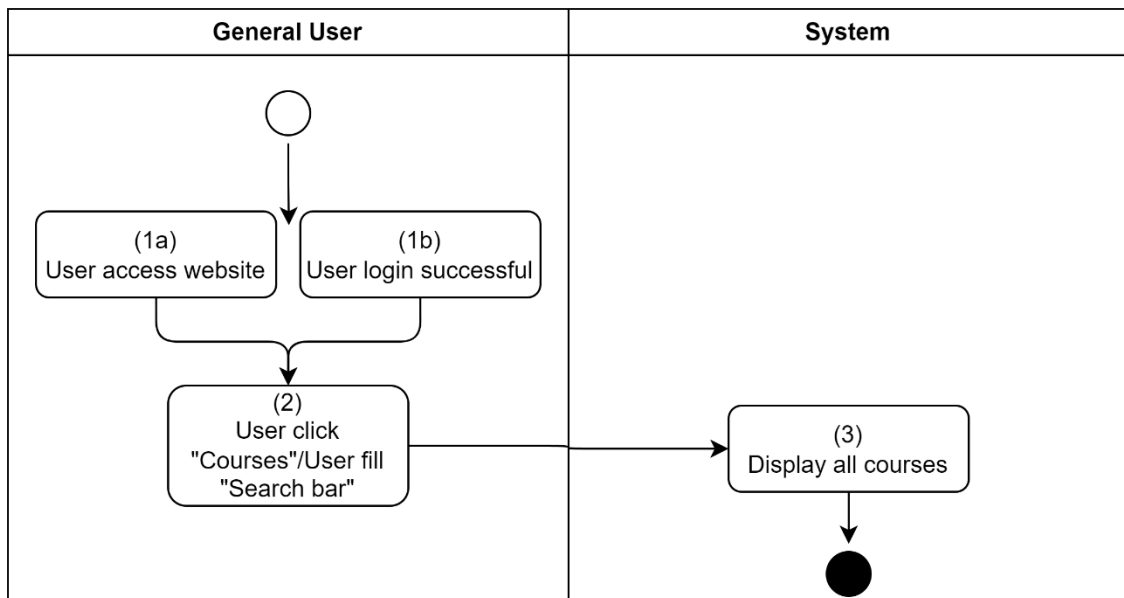 General User
System
(1a)
User access website
(1b)
User login successful
(2)
User click
"Courses"/User fill
"Search bar"
(3)
Display all courses